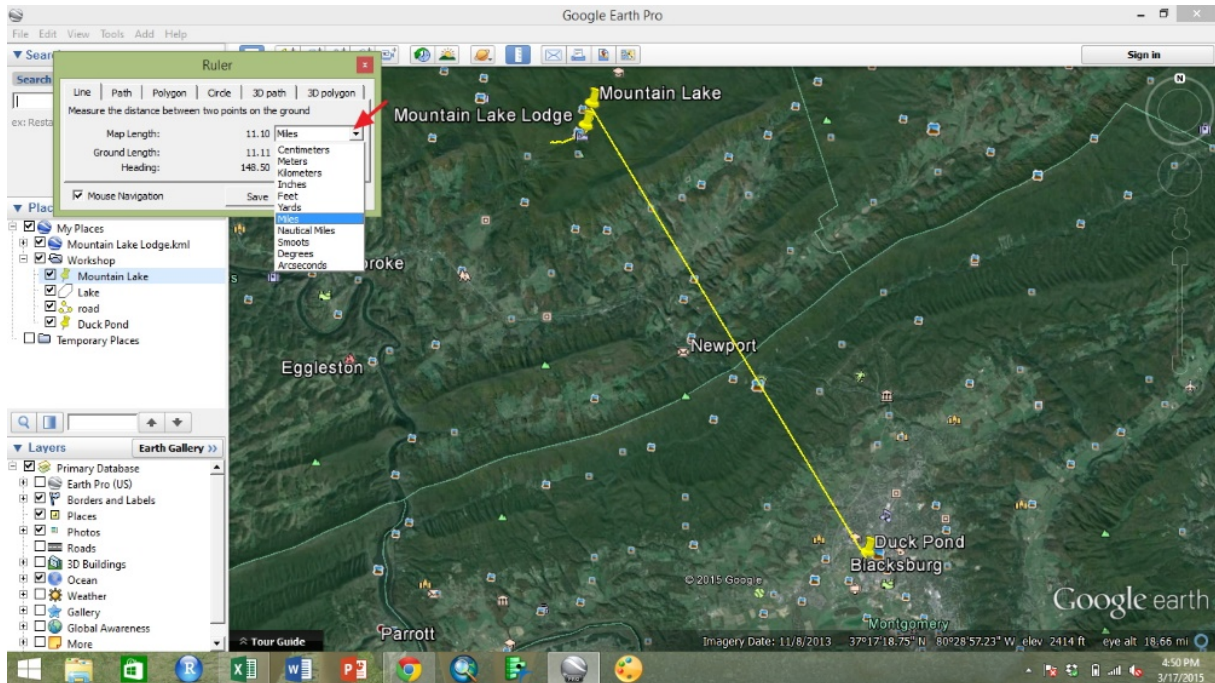 Google Earth Pro
File Edit View Tools Add Help
Sear
Sign in
Search
ex: Resta
Ruler
Line Path Polygon Circle 3D path 3D polygon
Measure the distance between two points on the ground
Map Length: 11.10 Miles
Ground Length: 11.11
Heading: 148.50
Centimeters
Meters
Kilometers
Inches
Feet
Yards
Miles
Nautical Miles
Smoots
Degrees
Arcseconds
Mouse Navigation
Save
Plac
My Places
Mountain Lake Lodge.kml
Workshop
Mountain Lake
Lake
road
Duck Pond
Temporary Places
Layers
Earth Gallery >>
Primary Database
Earth Pro (US)
Borders and Labels
Places
Photos
Roads
3D Buildings
Ocean
Weather
Gallery
Global Awareness
More
N
Mountain Lake
Mountain Lake Lodge
broke
Newport
Eggleston
Duck Pond
Blacksburg
© 2015 Google
Google earth
Montgomery
Parrott
Tour Guide
Imagery Date: 11/8/2013 37°17'18.75" N 80°28'57.23" W elev 2414 ft eye alt 18.66 mi
4:50 PM
3/17/2015